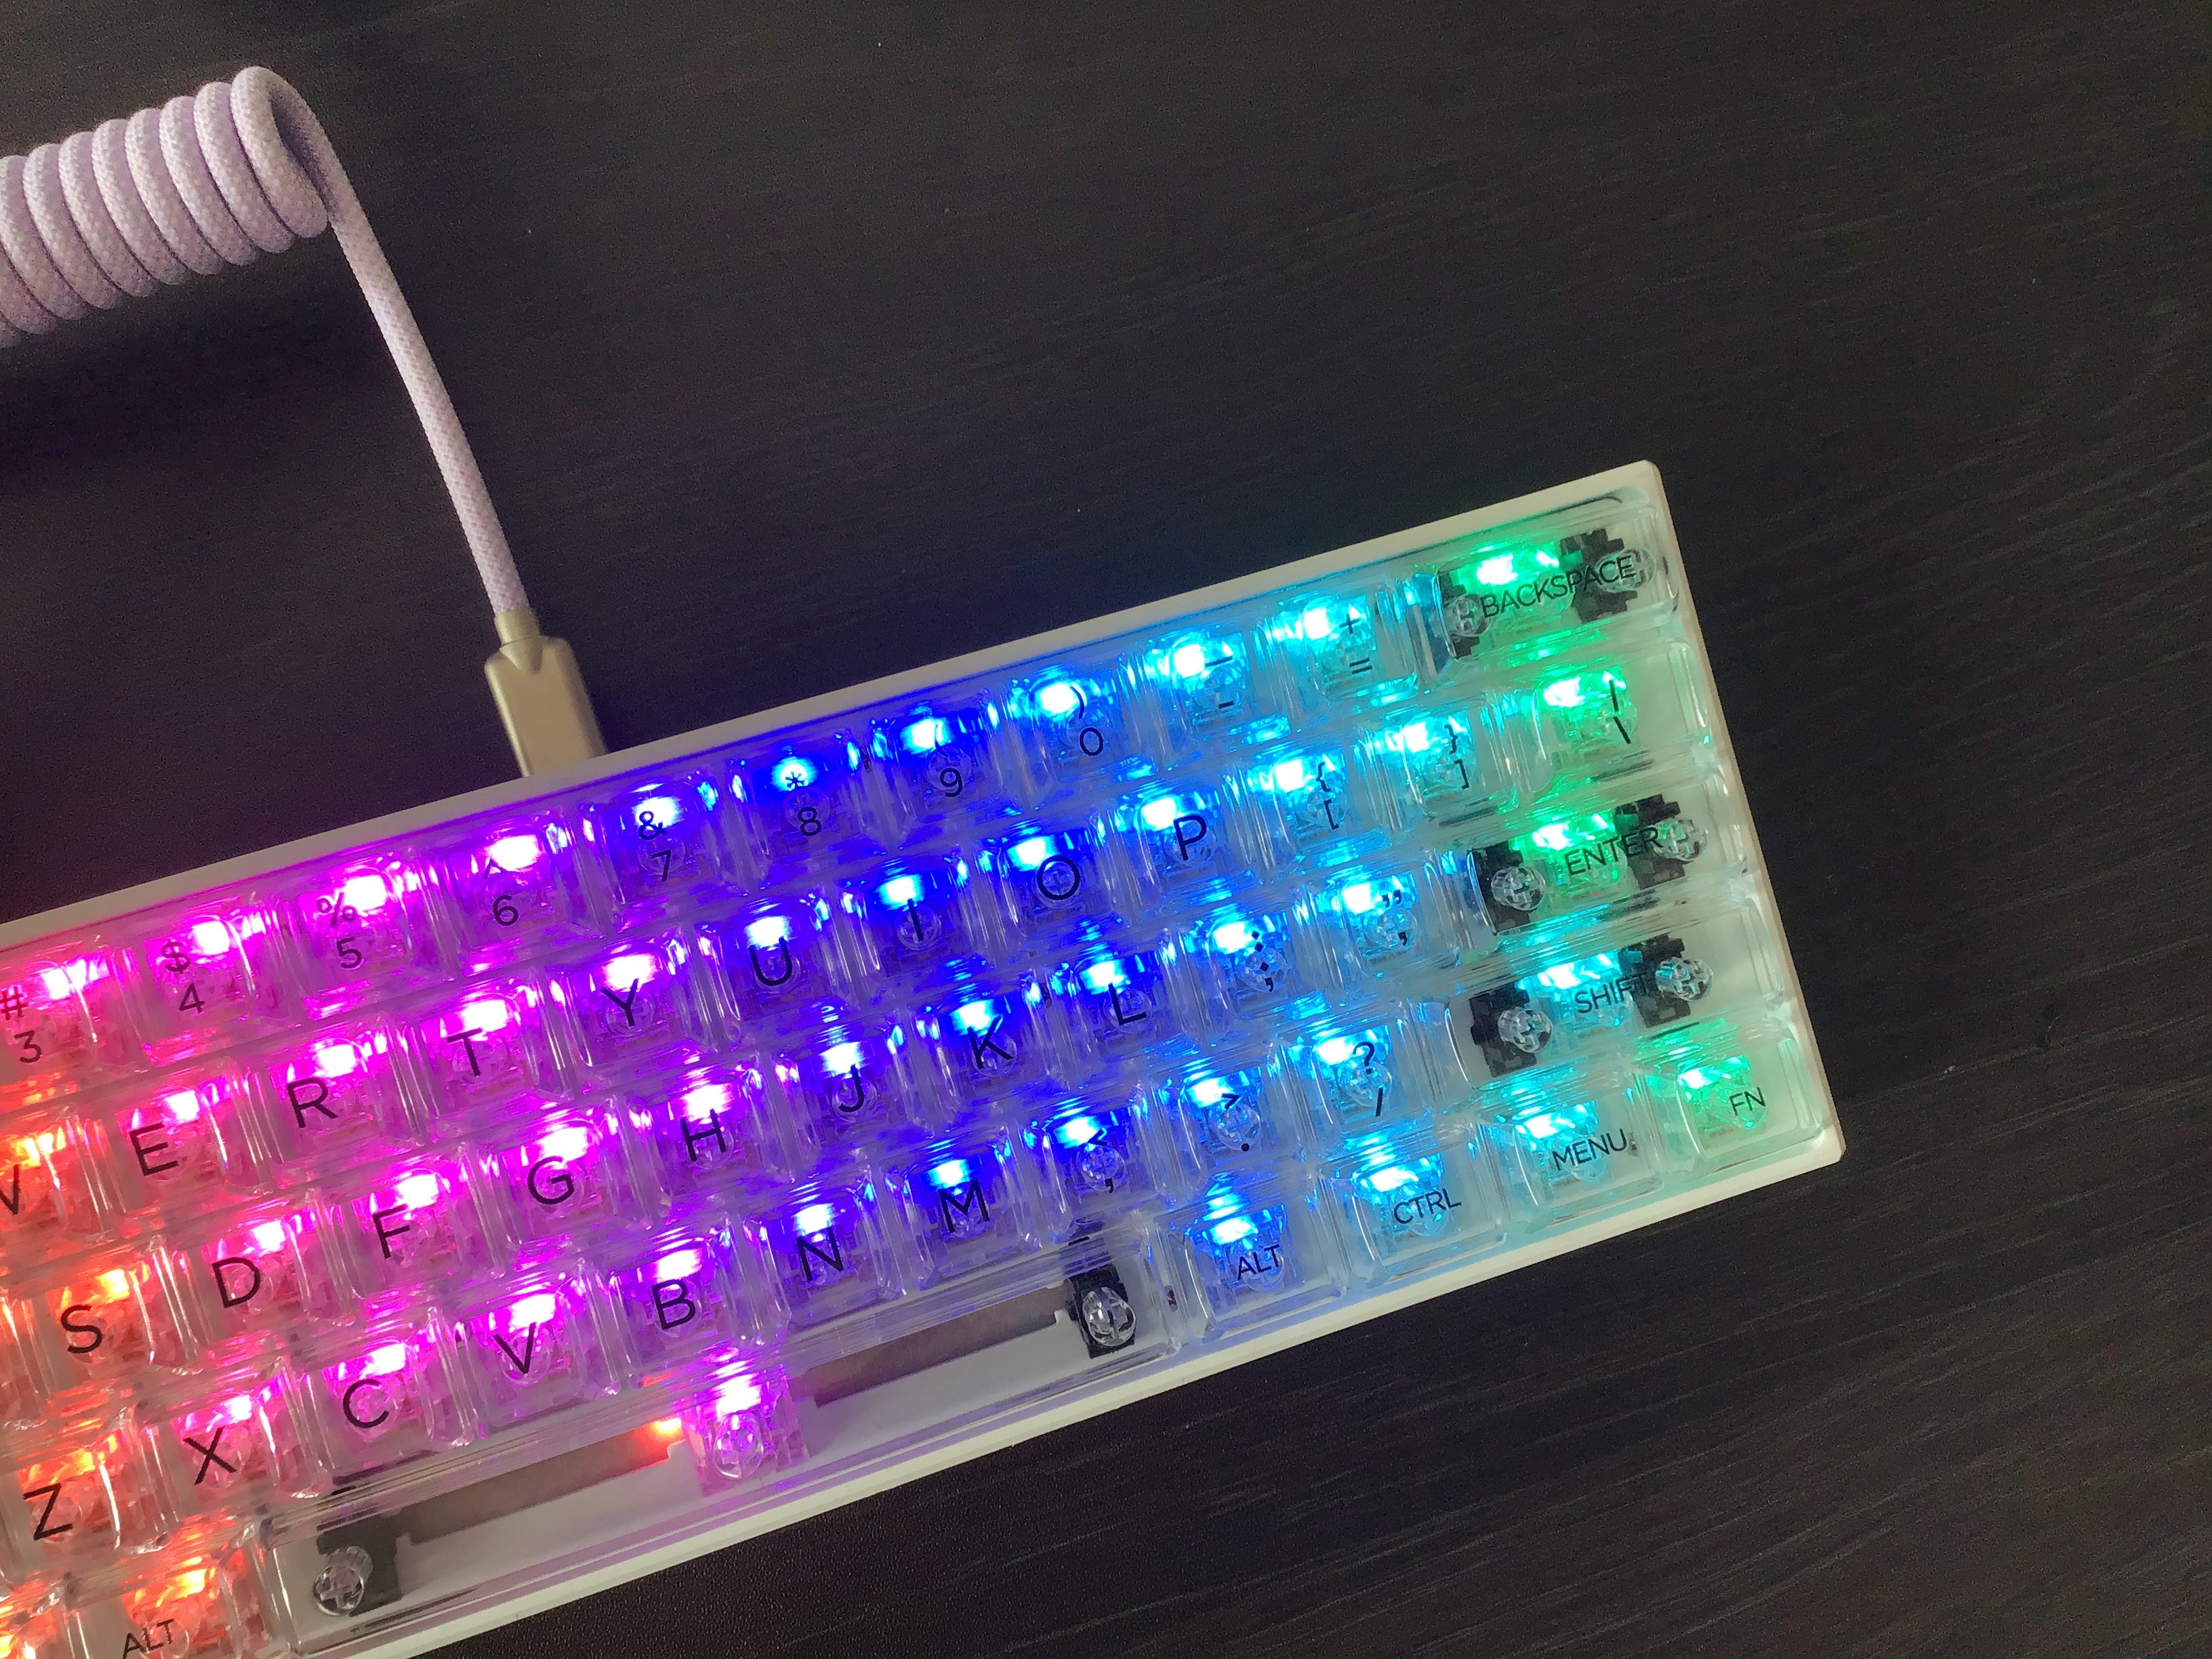 # $ % ^ & * ( ) _ + BACKSPACE
3 4 5 6 7 8 9 0 - =
E R T Y U I O P { [ } ] | \
S D F G H J K L : ; " ' ENTER
Z X C V B N M < , > . ? / SHIFT
ALT ALT CTRL MENU FN